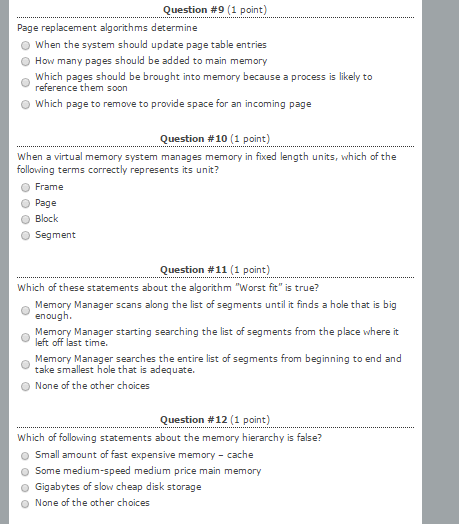 Question #9 (1 point)
Page replacement algorithms determine
When the system should update page table entries
How many pages should be added to main memory
Which pages should be brought into memory because a process is likely to
reference them soon
Which page to remove to provide space for an incoming page
Question #10 (1 point)
When a virtual memory system manages memory in fixed length units, which of the
following terms correctly represents its unit?
Frame
Page
Block
Segment
Question #11 (1 point)
Which of these statements about the algorithm "Worst fit" is true?
Memory Manager scans along the list of segments until it finds a hole that is big
enough.
Memory Manager starting searching the list of segments from the place where it
left off last time.
Memory Manager searches the entire list of segments from beginning to end and
take smallest hole that is adequate.
None of the other choices
Question #12 (1 point)
Which of following statements about the memory hierarchy is false?
Small amount of fast expensive memory – cache
Some medium-speed medium price main memory
Gigabytes of slow cheap disk storage
None of the other choices